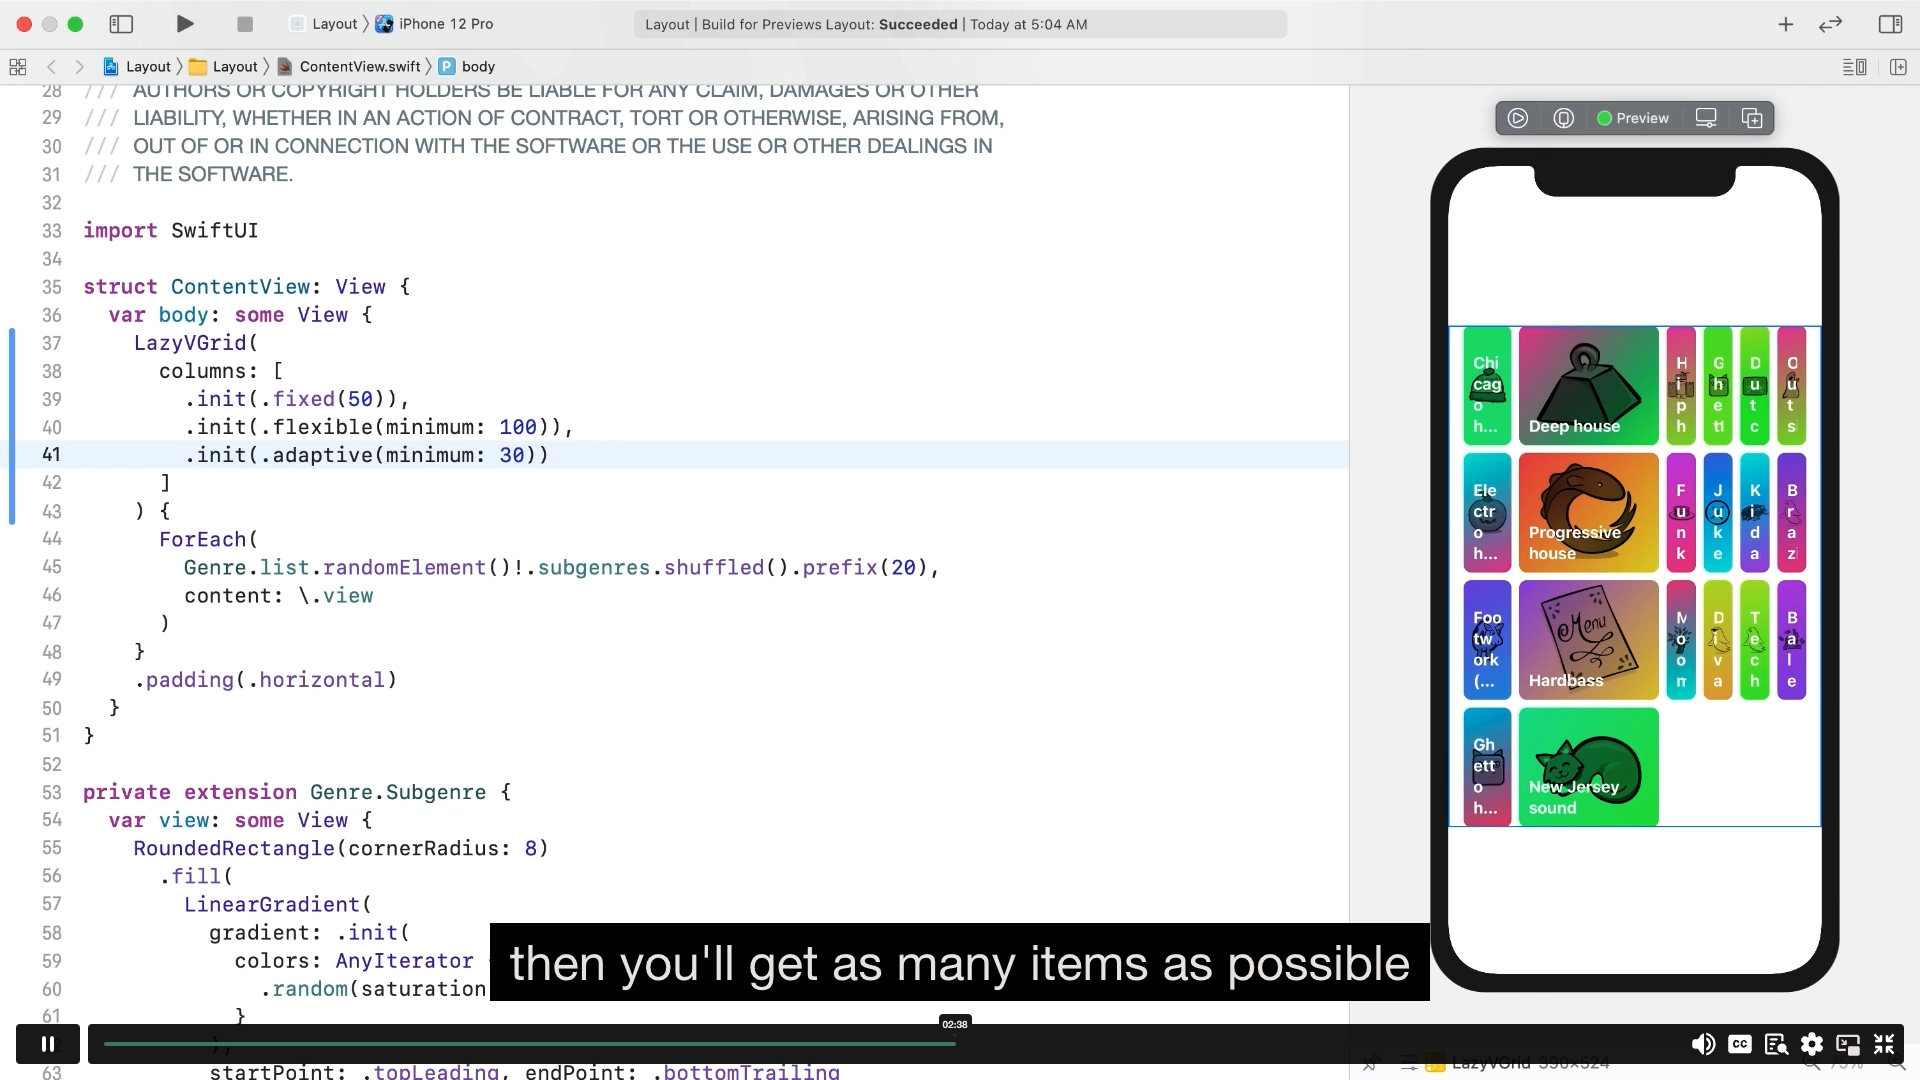 Layout 〉 iPhone 12 Pro
Layout | Build for Previews Layout: Succeeded | Today at 5:04 AM
Layout 〉 Layout 〉 ContentView.swift 〉 P body
28 /// AUTHORS OR COPYRIGHT HOLDERS BE LIABLE FOR ANY CLAIM, DAMAGES OR OTHER
29 /// LIABILITY, WHETHER IN AN ACTION OF CONTRACT, TORT OR OTHERWISE, ARISING FROM,
30 /// OUT OF OR IN CONNECTION WITH THE SOFTWARE OR THE USE OR OTHER DEALINGS IN
31 /// THE SOFTWARE.
32
33 import SwiftUI
34
35 struct ContentView: View {
36 var body: some View {
37 LazyVGrid(
38 columns: [
39 .init(.fixed(50)),
40 .init(.flexible(minimum: 100)),
41 .init(.adaptive(minimum: 30))
42 ]
43 ) {
44 ForEach(
45 Genre.list.randomElement()!.subgenres.shuffled().prefix(20),
46 content: \.view
47 )
48 }
49 .padding(.horizontal)
50 }
51 }
52
53 private extension Genre.Subgenre {
54 var view: some View {
55 RoundedRectangle(cornerRadius: 8)
56 .fill(
57 LinearGradient(
58 gradient: .init(
59 colors: AnyIterator
60 .random(saturation
61 }
),
63 startPoint: .topLeading, endPoint: .bottomTrailing
then you'll get as many items as possible
02:38
CC
Preview
Chi
cag
o
h...
Deep house
H
i
p
h
G
h
e
t
D
u
t
c
O
u
t
s
Ele
ctr
o
h...
Progressive
house
F
u
n
k
J
u
k
e
K
i
d
a
B
r
a
z
Foo
tw
ork
(...
Menu
Hardbass
M
o
o
m
D
i
v
a
T
e
c
h
B
a
l
e
Gh
ett
o
h...
New Jersey
sound
LazyVGrid 390×524
75%